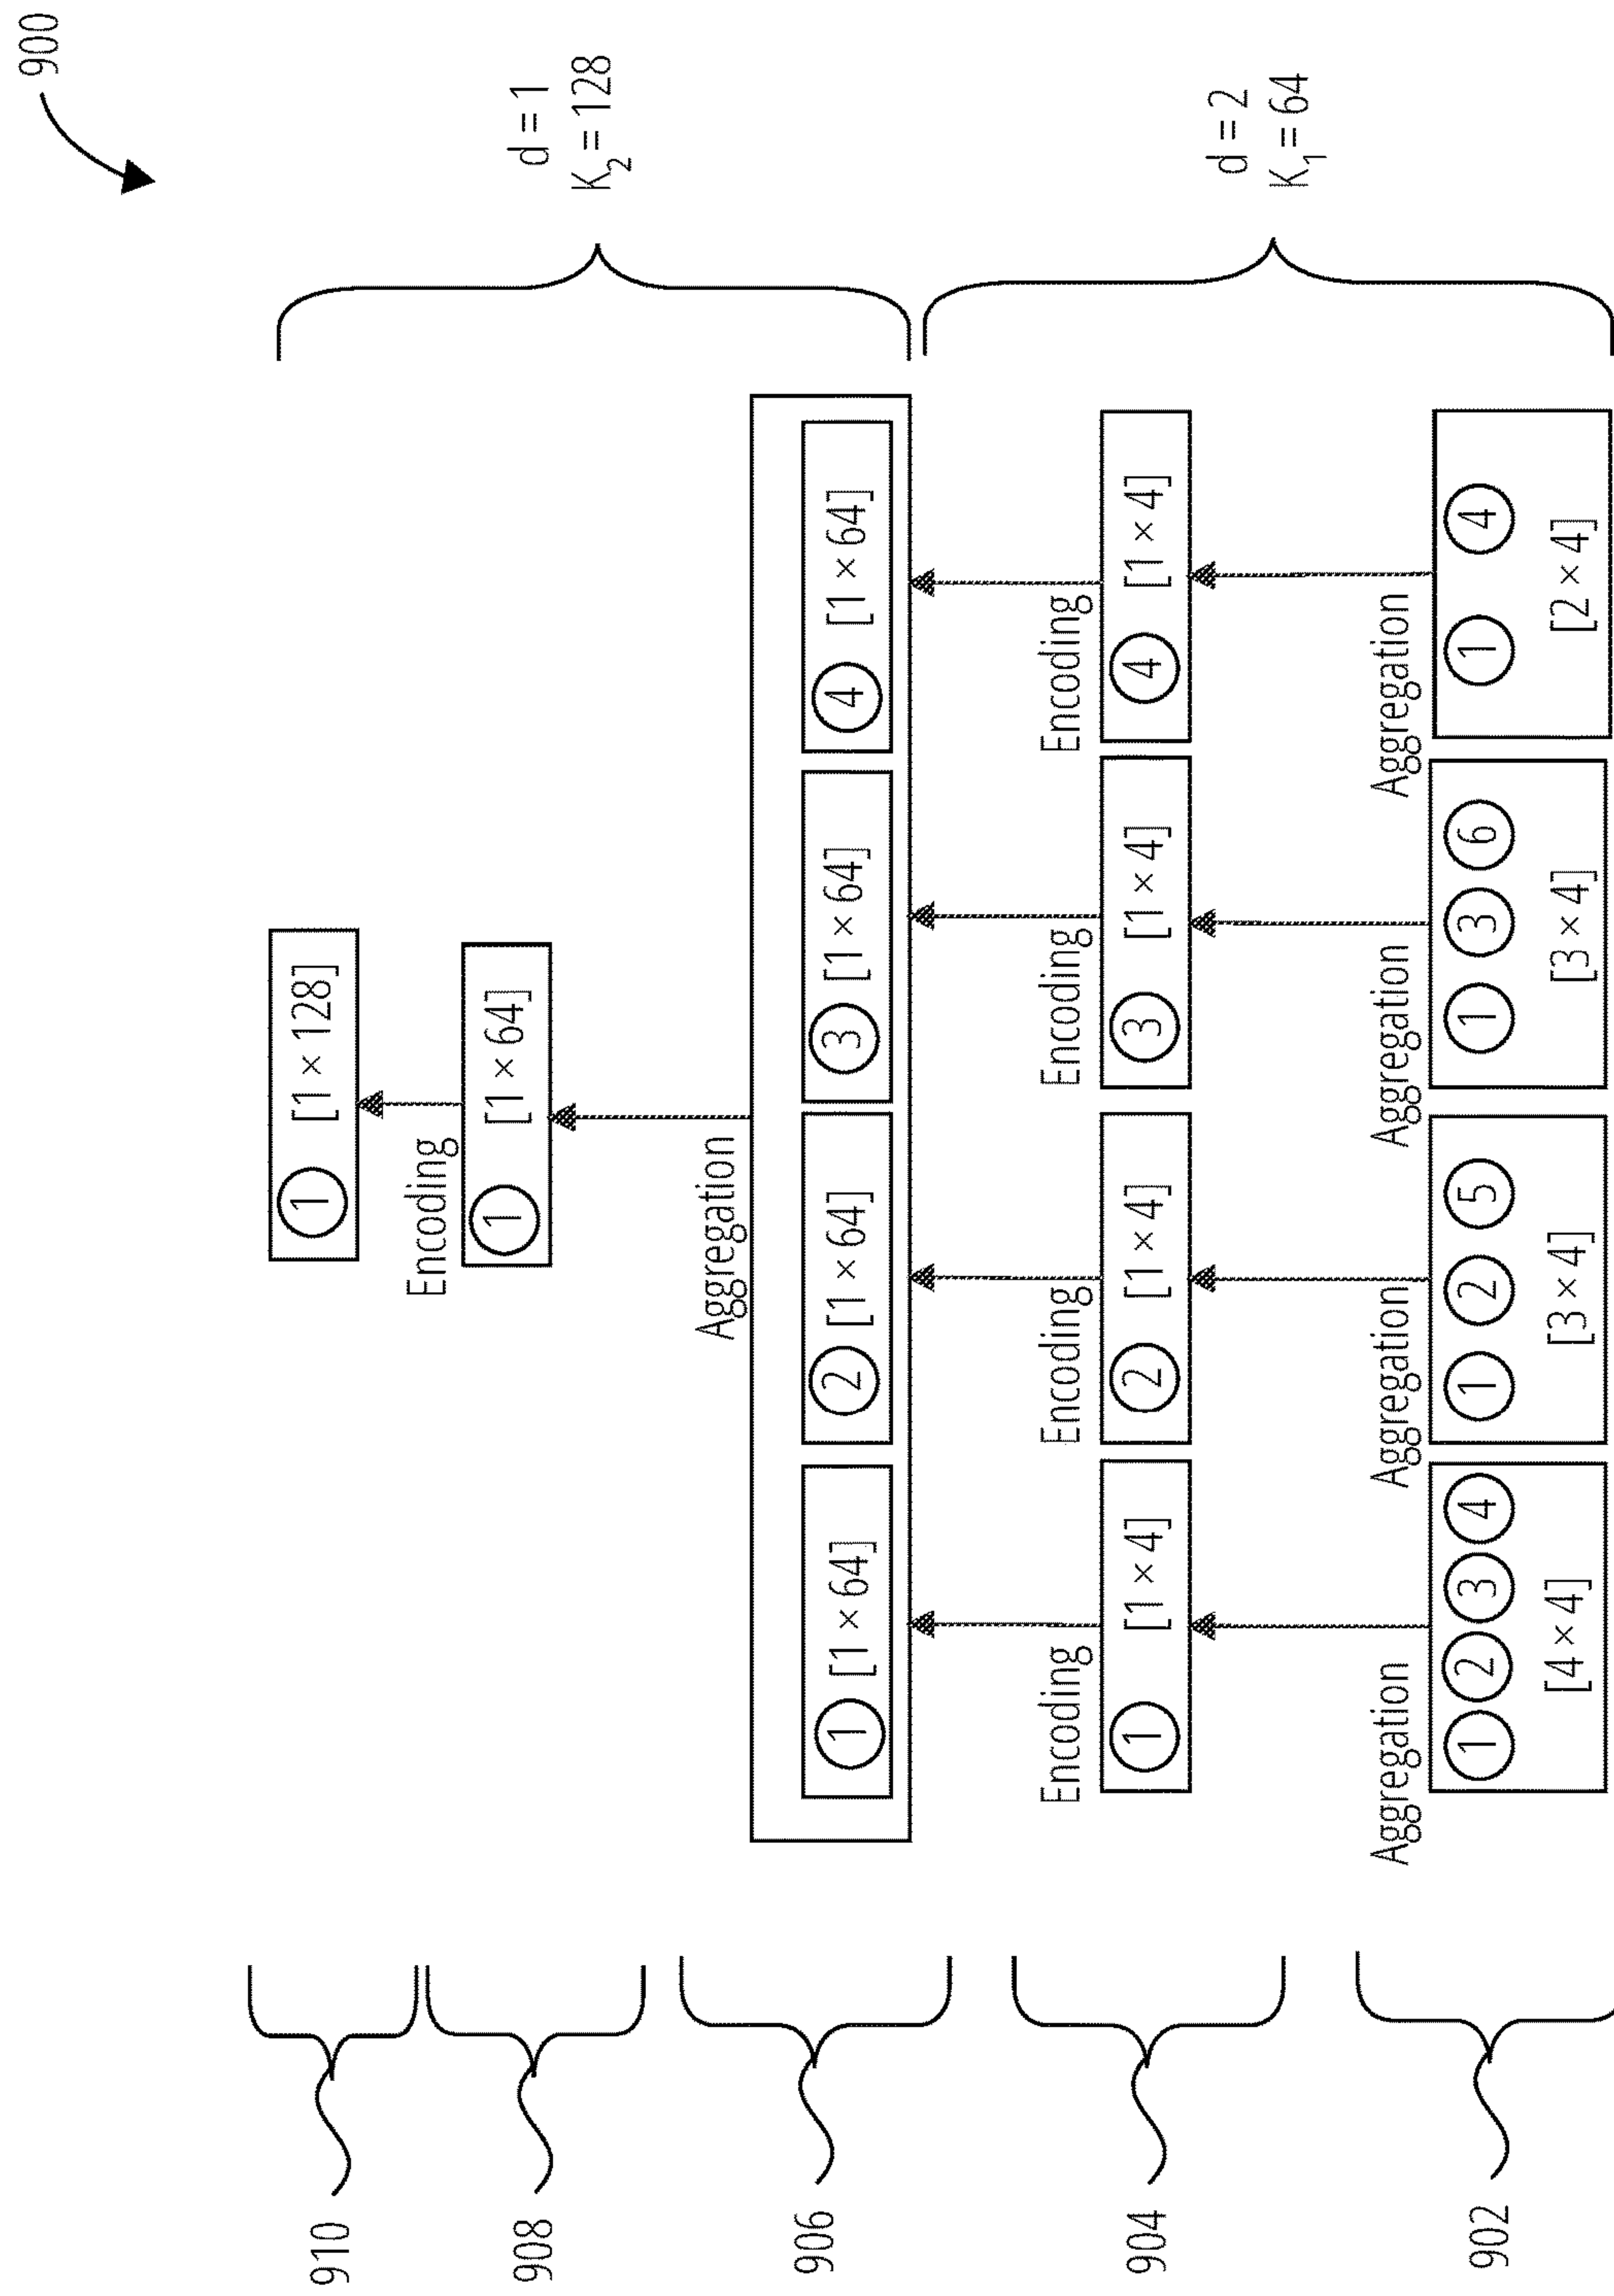 900
910
1 [1 × 128]
Encoding
908
1 [1 × 64]
d = 1
K₂ = 128
Aggregation
906
1 [1 × 64]
2 [1 × 64]
3 [1 × 64]
4 [1 × 64]
Encoding
Encoding
Encoding
Encoding
904
1 [1 × 4]
2 [1 × 4]
3 [1 × 4]
4 [1 × 4]
d = 2
K₁ = 64
Aggregation
Aggregation
Aggregation
Aggregation
902
1 2 3 4
[4 × 4]
1 2 5
[3 × 4]
1 3 6
[3 × 4]
1 4
[2 × 4]